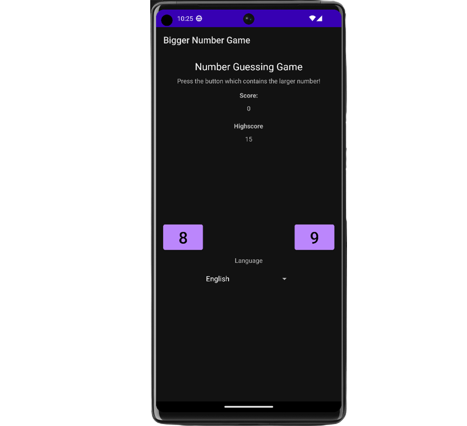 10:25
Bigger Number Game
Number Guessing Game
Press the button which contains the larger number!
Score:
0
Highscore
15
8 9
Language
English